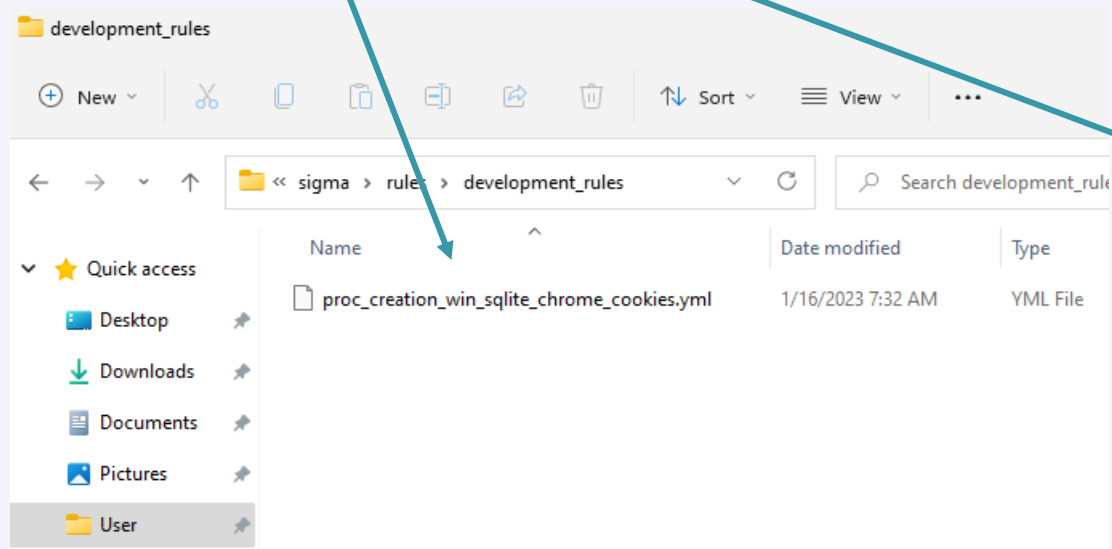 development_rules
New
Sort
View
« sigma > rules > development_rules
Search development_rule
Name
Date modified
Type
Quick access
proc_creation_win_sqlite_chrome_cookies.yml
1/16/2023 7:32 AM
YML File
Desktop
Downloads
Documents
Pictures
User